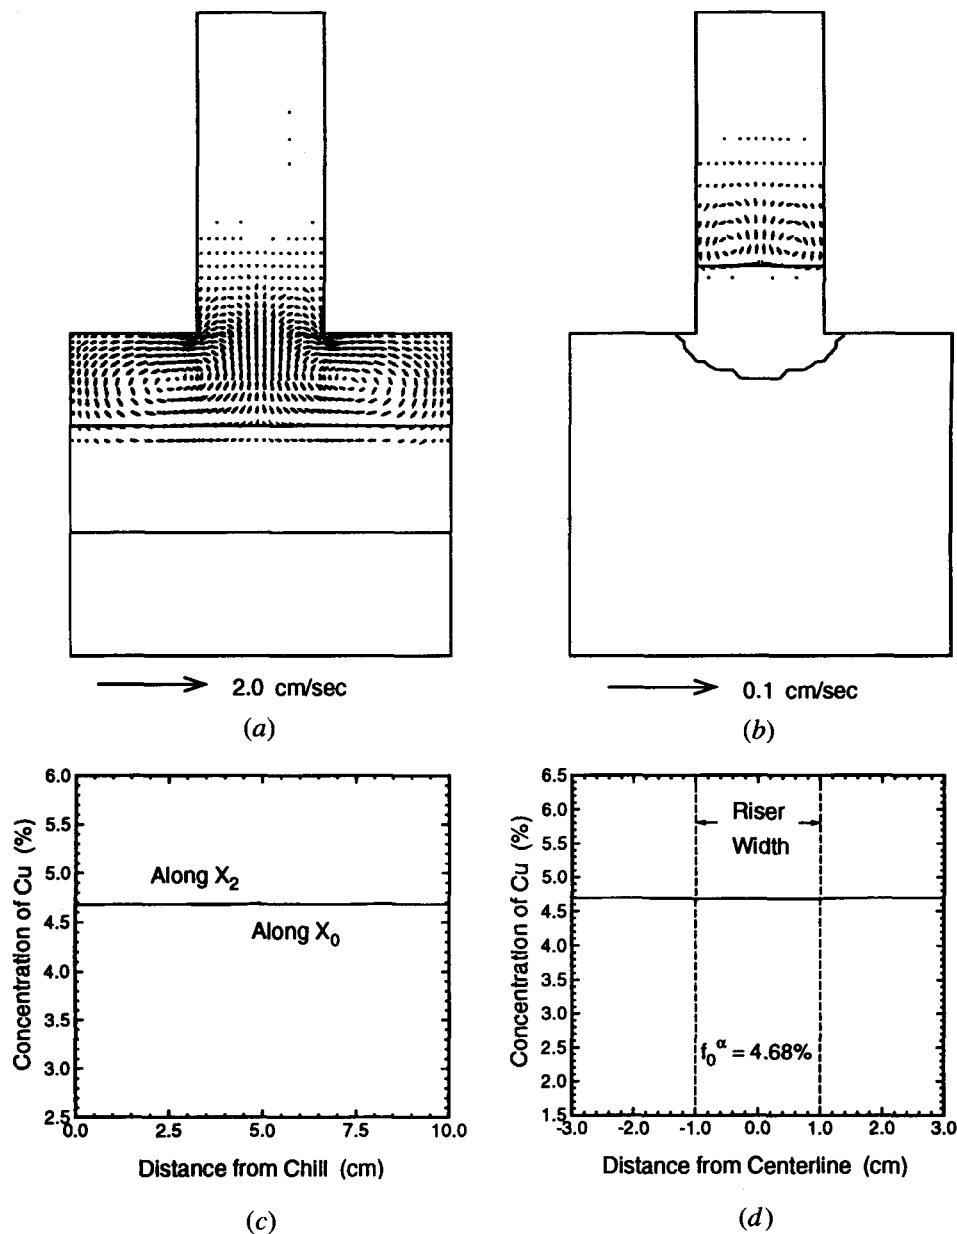 2.0 cm/sec
(a)
0.1 cm/sec
(b)
6.0
5.5
5.0
4.5
4.0
3.5
3.0
2.5
0.0 2.5 5.0 7.5 10.0
Concentration of Cu (%)
Along X2
Along X0
Distance from Chill (cm)
(c)
6.5
6.0
5.5
5.0
4.5
4.0
3.5
3.0
2.5
2.0
1.5
-3.0 -2.0 -1.0 0.0 1.0 2.0 3.0
Concentration of Cu (%)
Riser
Width
f0α = 4.68%
Distance from Centerline (cm)
(d)